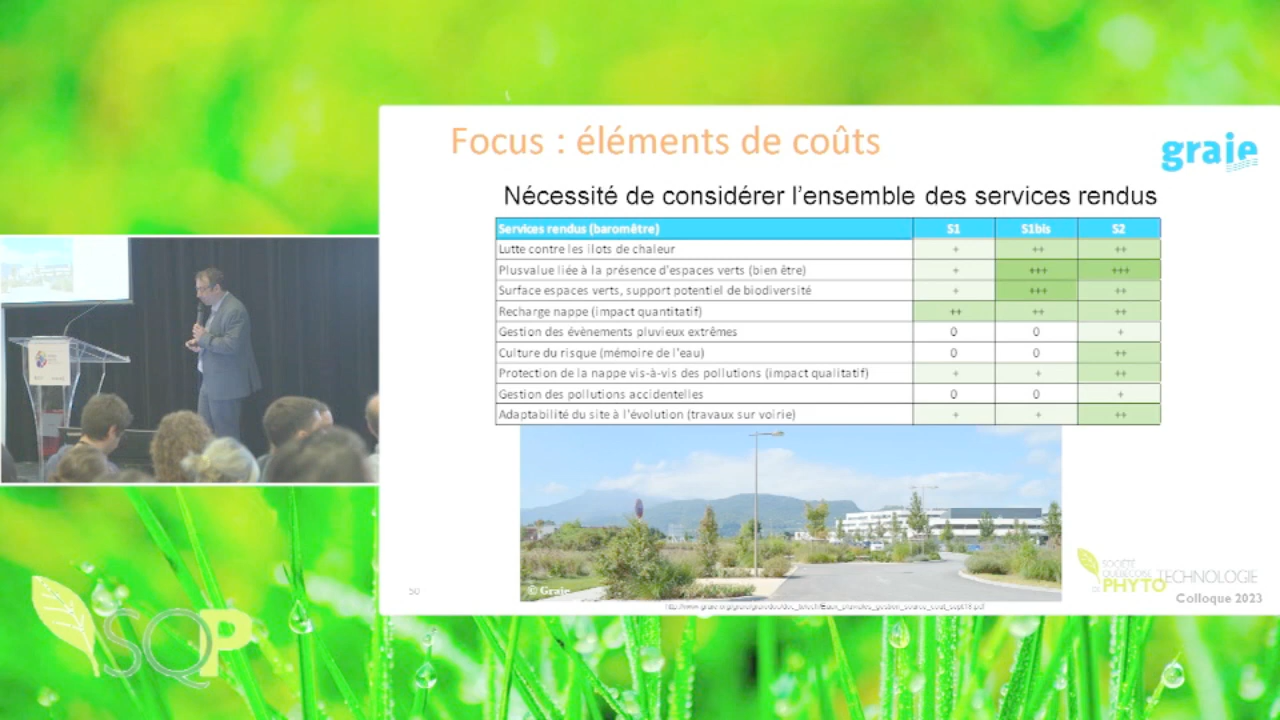 Focus : éléments de coûts
graie
Nécessité de considérer l'ensemble des services rendus
Services rendus (baromètre) S1 S1bis S2
Lutte contre les ilots de chaleur + ++ ++
Plusvalue liée à la présence d'espaces verts (bien être) + +++ +++
Surface espaces verts, support potentiel de biodiversité + +++ ++
Recharge nappe (impact quantitatif) ++ ++ ++
Gestion des évènements pluvieux extrêmes 0 0 +
Culture du risque (mémoire de l'eau) 0 0 ++
Protection de la nappe vis-à-vis des pollutions (impact qualitatif) + + ++
Gestion des pollutions accidentelles 0 0 +
Adaptabilité du site à l'évolution (travaux sur voirie) + + ++
© Graie
50
SOCIÉTÉ
QUÉBÉCOISE
DE PHYTOTECHNOLOGIE
Colloque 2023
SQP